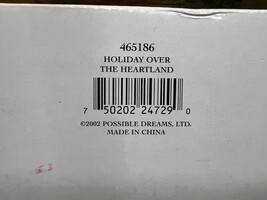 465186
HOLIDAY OVER
THE HEARTLAND
7 50202 24729 0
©2002 POSSIBLE DREAMS, LTD.
MADE IN CHINA